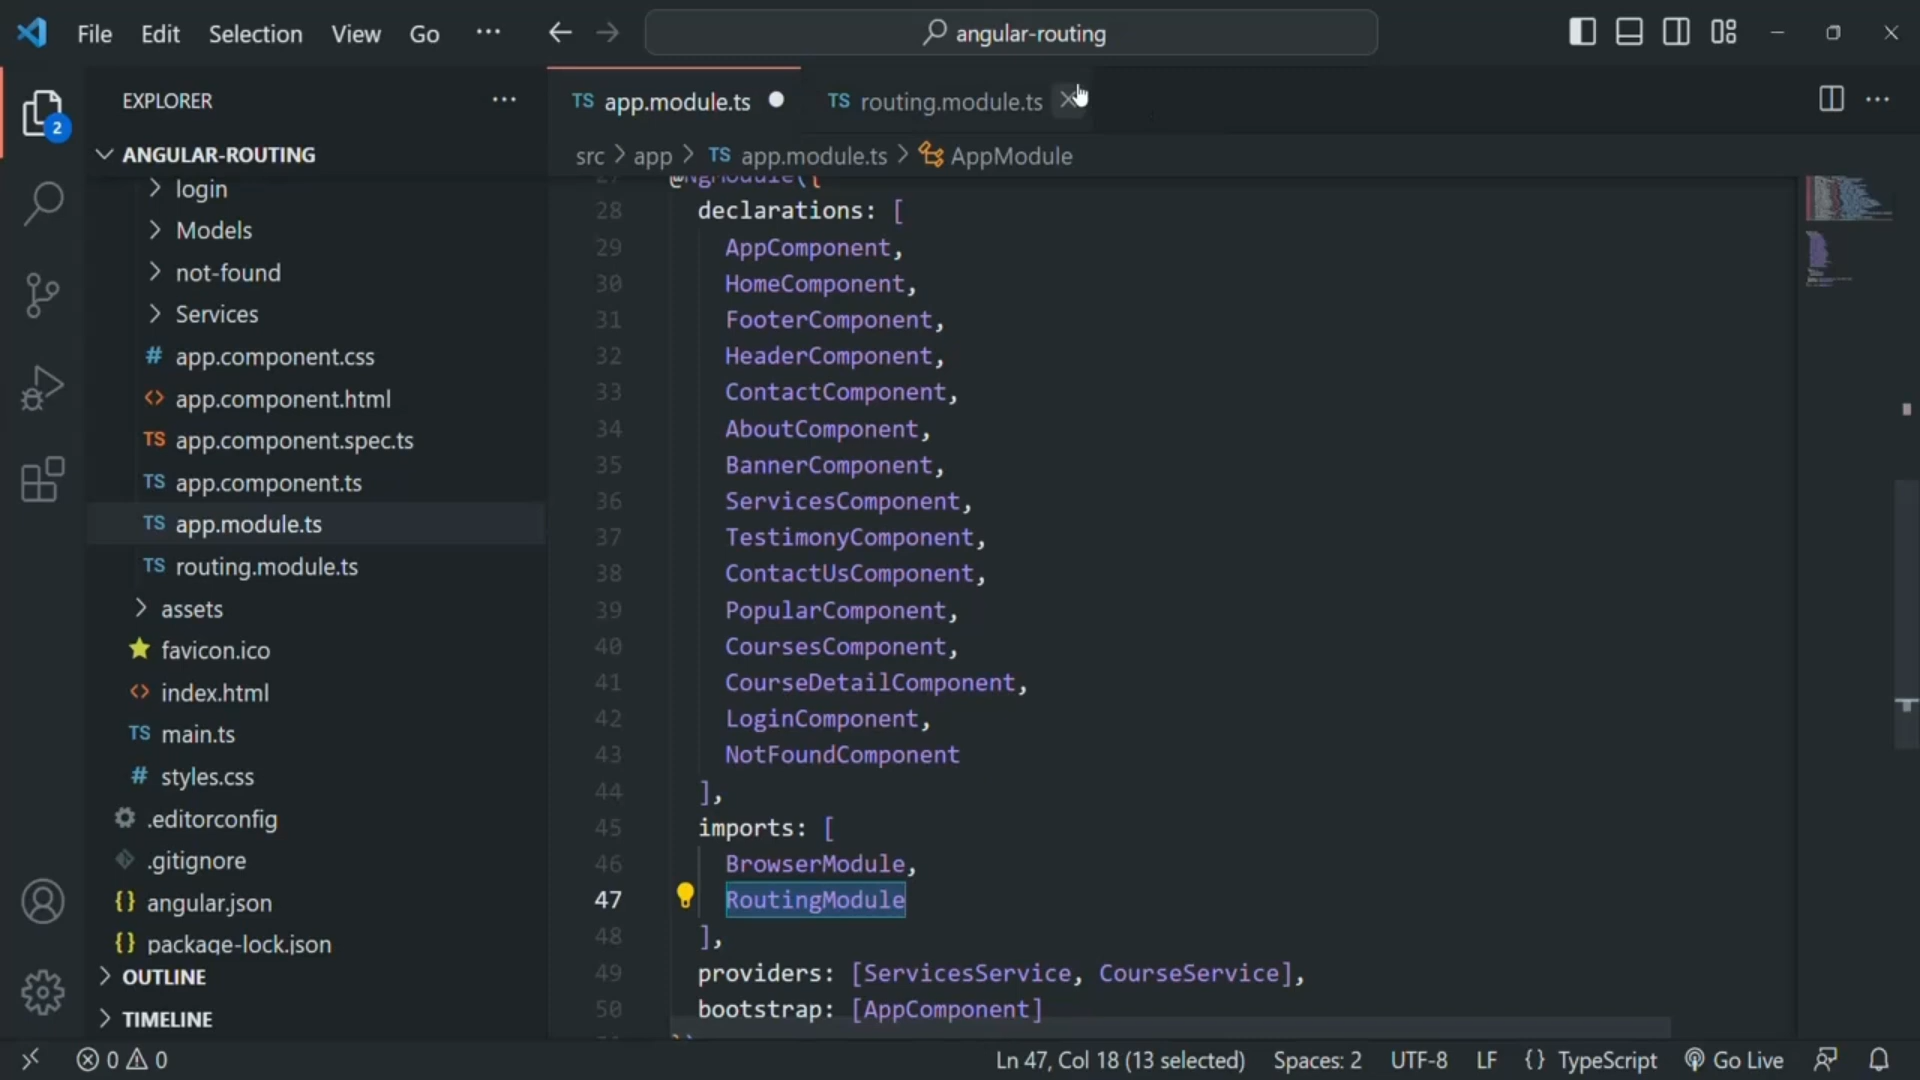 File Edit Selection View Go ··· angular-routing
EXPLORER ···
ANGULAR-ROUTING
login
Models
not-found
Services
# app.component.css
<> app.component.html
TS app.component.spec.ts
TS app.component.ts
TS app.module.ts
TS routing.module.ts
assets
favicon.ico
<> index.html
TS main.ts
# styles.css
.editorconfig
.gitignore
{} angular.json
{} package-lock.json
OUTLINE
TIMELINE
2
TS app.module.ts TS routing.module.ts
src > app > TS app.module.ts > AppModule
27 @NgModule({
28 declarations: [
29 AppComponent,
30 HomeComponent,
31 FooterComponent,
32 HeaderComponent,
33 ContactComponent,
34 AboutComponent,
35 BannerComponent,
36 ServicesComponent,
37 TestimonyComponent,
38 ContactUsComponent,
39 PopularComponent,
40 CoursesComponent,
41 CourseDetailComponent,
42 LoginComponent,
43 NotFoundComponent
44 ],
45 imports: [
46 BrowserModule,
47 RoutingModule
48 ],
49 providers: [ServicesService, CourseService],
50 bootstrap: [AppComponent]
0 0 Ln 47, Col 18 (13 selected) Spaces: 2 UTF-8 LF {} TypeScript Go Live